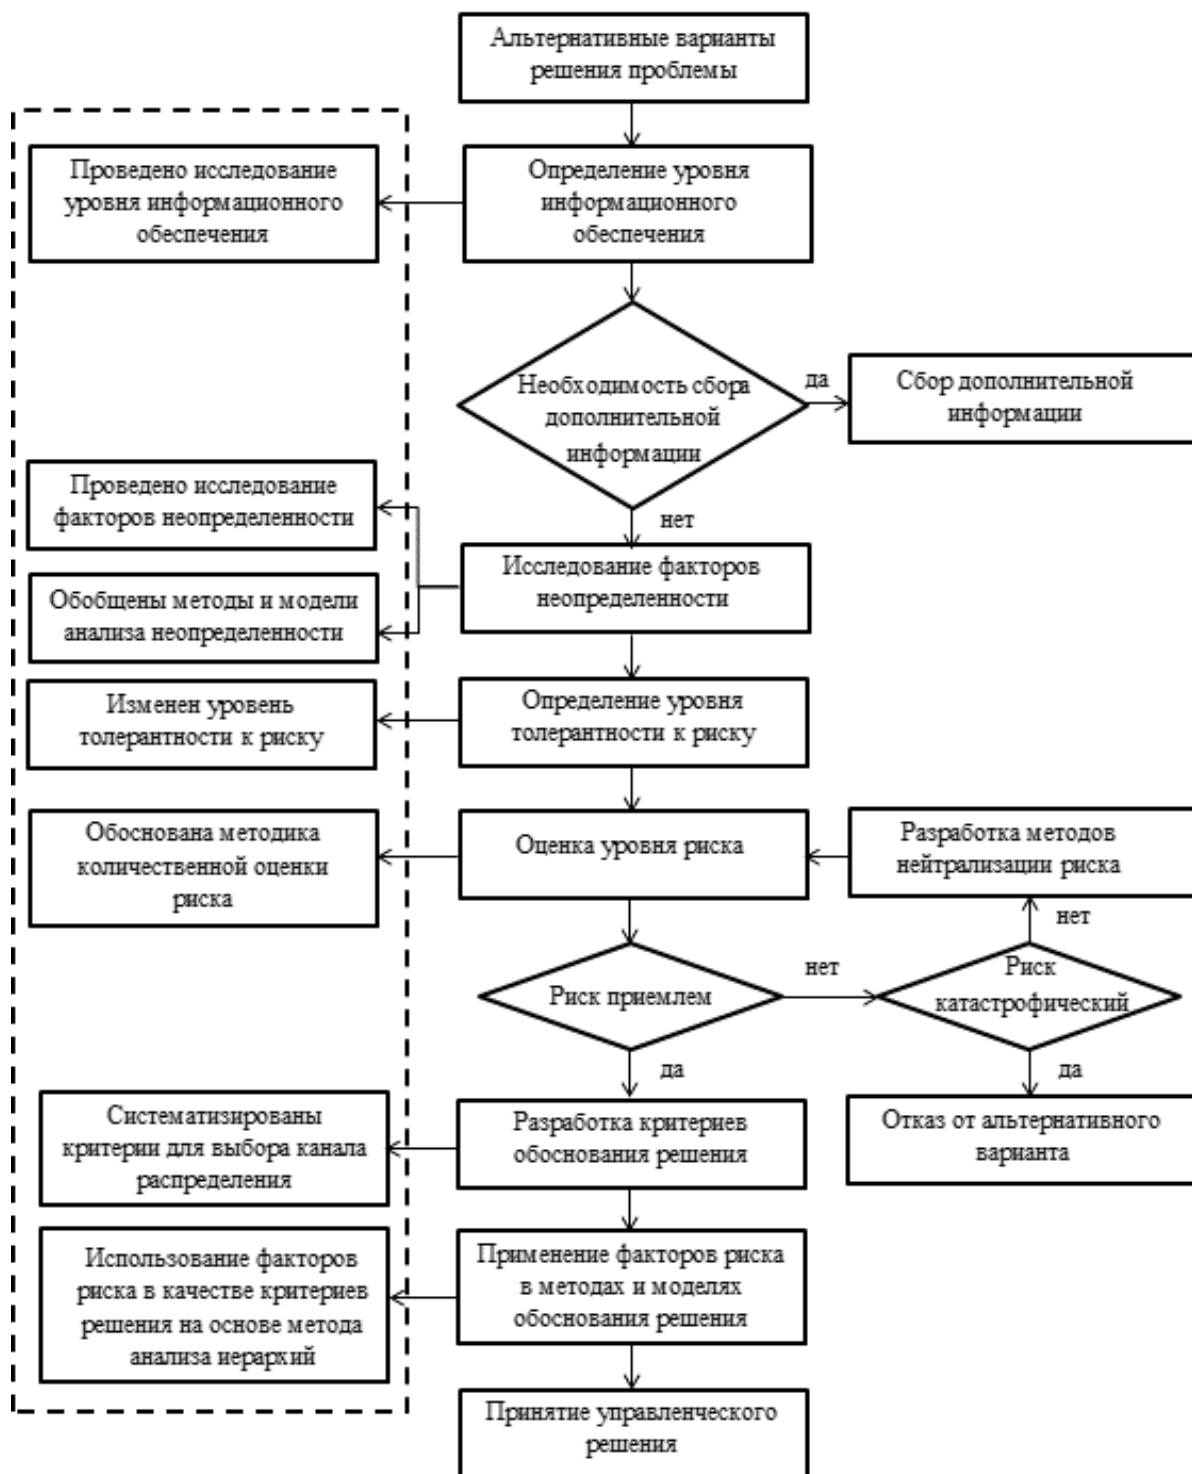 Альтернативные варианты
решения проблемы
Проведено исследование
уровня информационного
обеспечения
Определение уровня
информационного
обеспечения
Необходимость сбора
дополнительной
информации
да
Сбор дополнительной
информации
нет
Проведено исследование
факторов неопределенности
Обобщены методы и модели
анализа неопределенности
Исследование факторов
неопределенности
Изменен уровень
толерантности к риску
Определение уровня
толерантности к риску
Обоснована методика
количественной оценки
риска
Оценка уровня риска
Разработка методов
нейтрализации риска
нет
Риск приемлем
нет
Риск
катастрофический
да
да
Систематизированы
критерии для выбора канала
распределения
Разработка критериев
обоснования решения
Отказ от альтернативного
варианта
Использование факторов
риска в качестве критериев
решения на основе метода
анализа иерархий
Применение факторов риска
в методах и моделях
обоснования решения
Принятие управленческого
решения